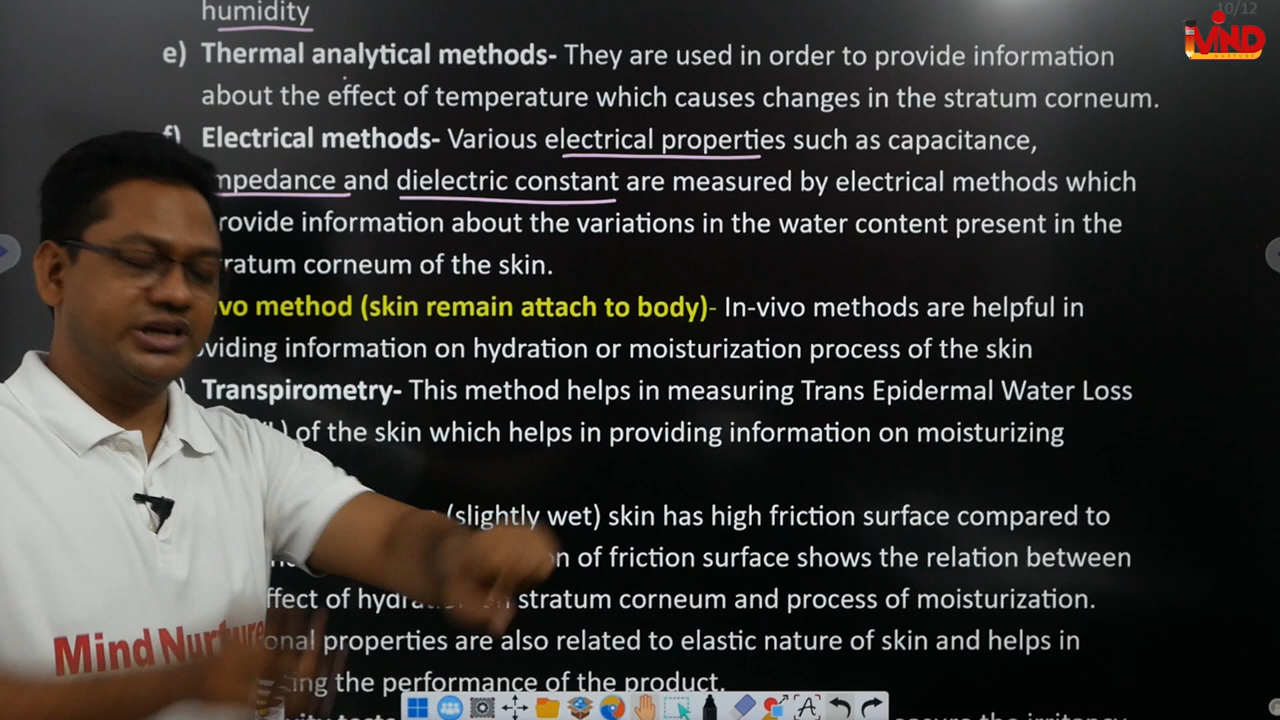 humidity
10/12
MIND
NURTURE
e) Thermal analytical methods- They are used in order to provide information
about the effect of temperature which causes changes in the stratum corneum.
f) Electrical methods- Various electrical properties such as capacitance,
mpedance and dielectric constant are measured by electrical methods which
rovide information about the variations in the water content present in the
ratum corneum of the skin.
vo method (skin remain attach to body)- In-vivo methods are helpful in
viding information on hydration or moisturization process of the skin
) Transpirometry- This method helps in measuring Trans Epidermal Water Loss
) of the skin which helps in providing information on moisturizing
(slightly wet) skin has high friction surface compared to
n of friction surface shows the relation between
ffect of stratum corneum and process of moisturization.
onal properties are also related to elastic nature of skin and helps in
ing the performance of the product.
Mind Nurture